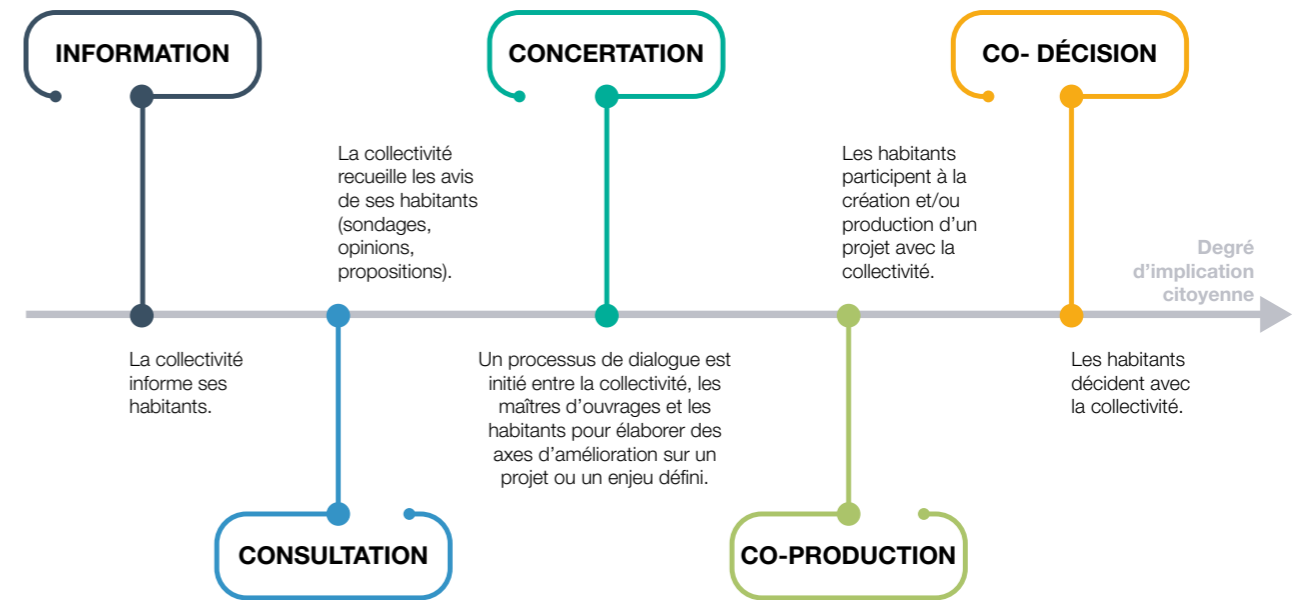 INFORMATION
CONCERTATION
CO- DÉCISION
La collectivité
recueille les avis
de ses habitants
(sondages,
opinions,
propositions).
Les habitants
participent à la
création et/ou
production d’un
projet avec la
collectivité.
Degré
d’implication
citoyenne
La collectivité
informe ses
habitants.
Un processus de dialogue est
initié entre la collectivité, les
maîtres d’ouvrages et les
habitants pour élaborer des
axes d’amélioration sur un
projet ou un enjeu défini.
Les habitants
décident avec
la collectivité.
CONSULTATION
CO-PRODUCTION